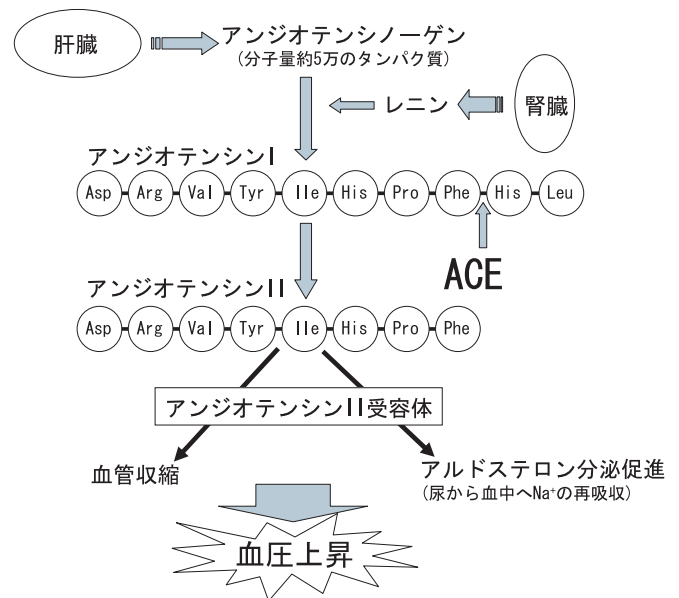 肝臓
アンジオテンシノーゲン
(分子量約5万のタンパク質)
レニン
腎臓
アンジオテンシンI
Asp Arg Val Tyr Ile His Pro Phe His Leu
ACE
アンジオテンシンII
Asp Arg Val Tyr Ile His Pro Phe
アンジオテンシンII受容体
血管収縮
アルドステロン分泌促進
(尿から血中へNa⁺の再吸収)
血圧上昇